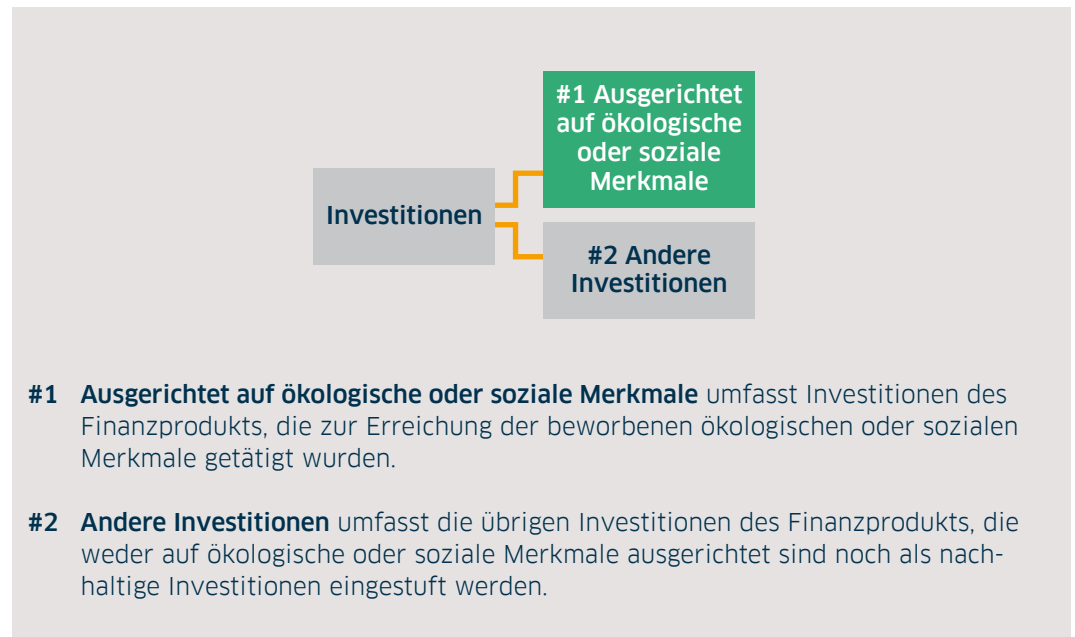 #1 Ausgerichtet
auf ökologische
oder soziale
Merkmale
Investitionen
#2 Andere
Investitionen
#1 Ausgerichtet auf ökologische oder soziale Merkmale umfasst Investitionen des
Finanzprodukts, die zur Erreichung der beworbenen ökologischen oder sozialen
Merkmale getätigt wurden.
#2 Andere Investitionen umfasst die übrigen Investitionen des Finanzprodukts, die
weder auf ökologische oder soziale Merkmale ausgerichtet sind noch als nach-
haltige Investitionen eingestuft werden.